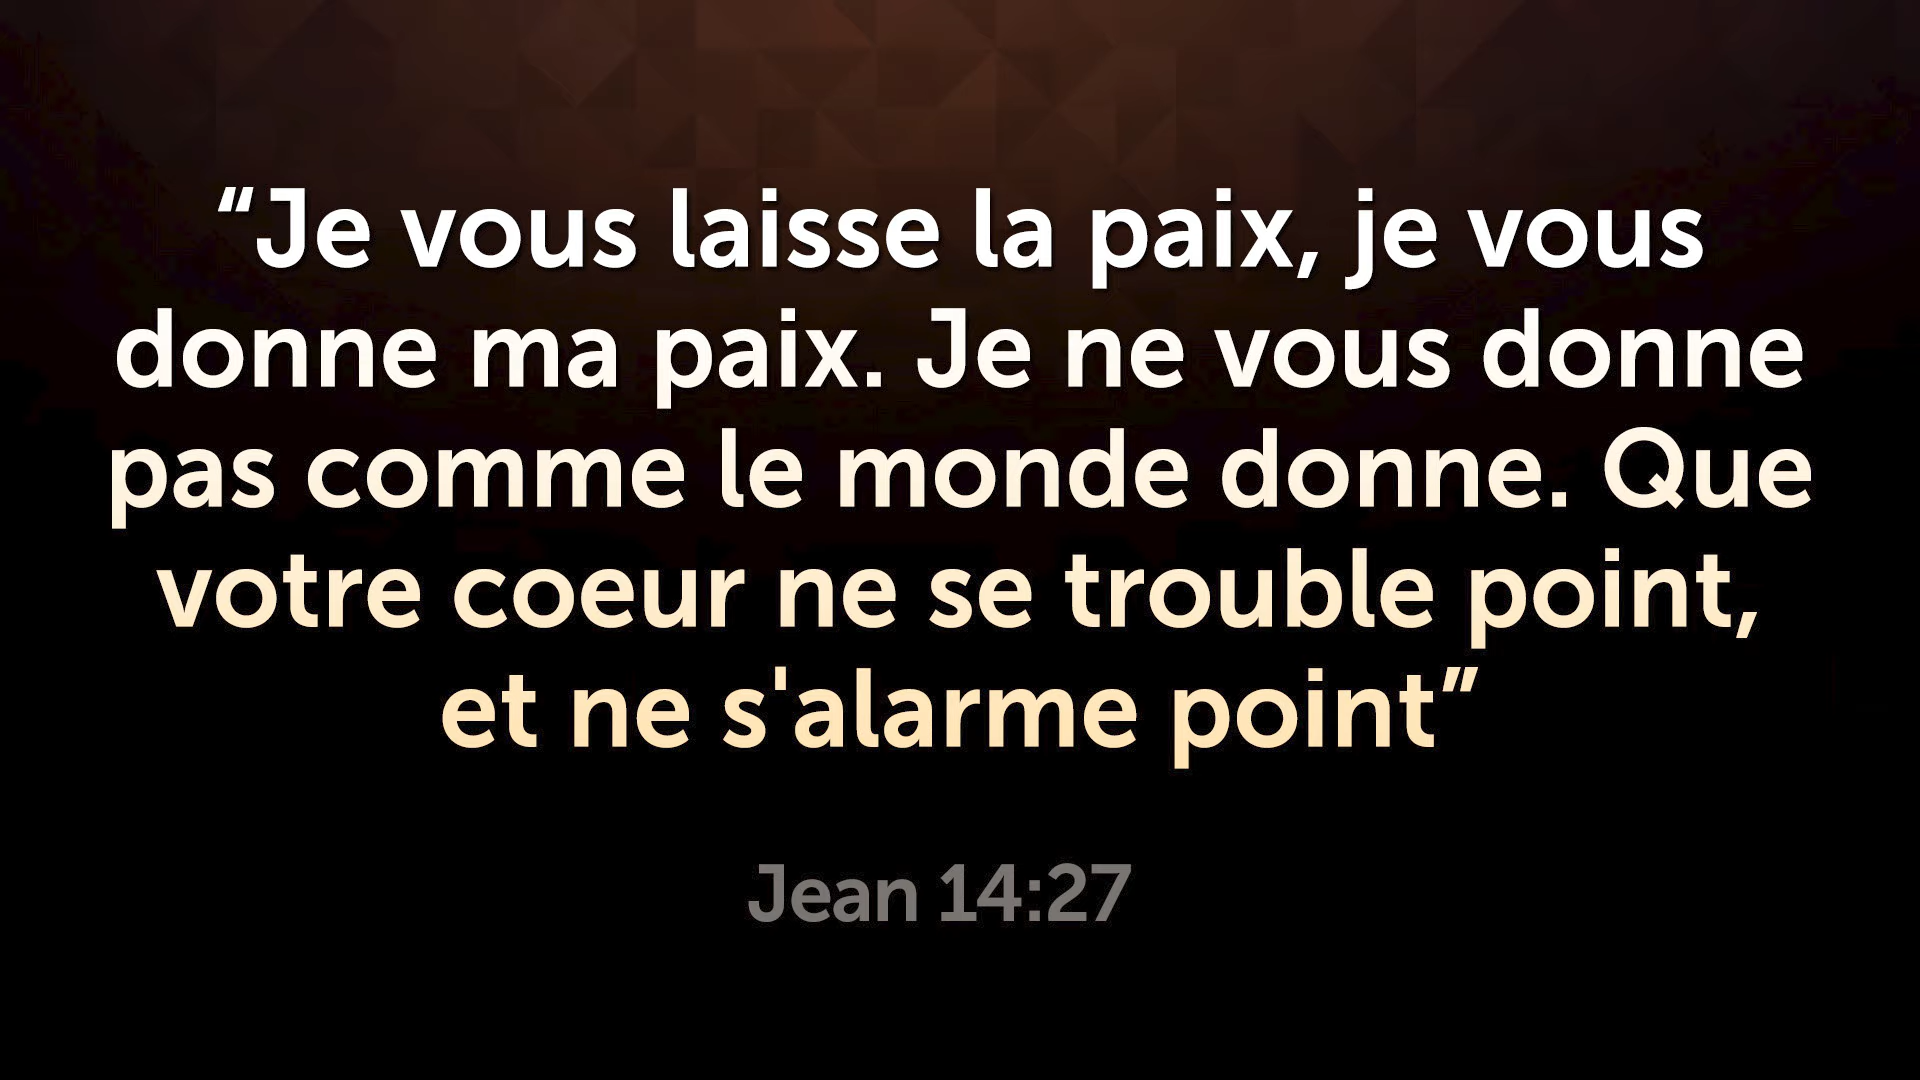 “Je vous laisse la paix, je vous
donne ma paix. Je ne vous donne
pas comme le monde donne. Que
votre coeur ne se trouble point,
et ne s'alarme point”
Jean 14:27